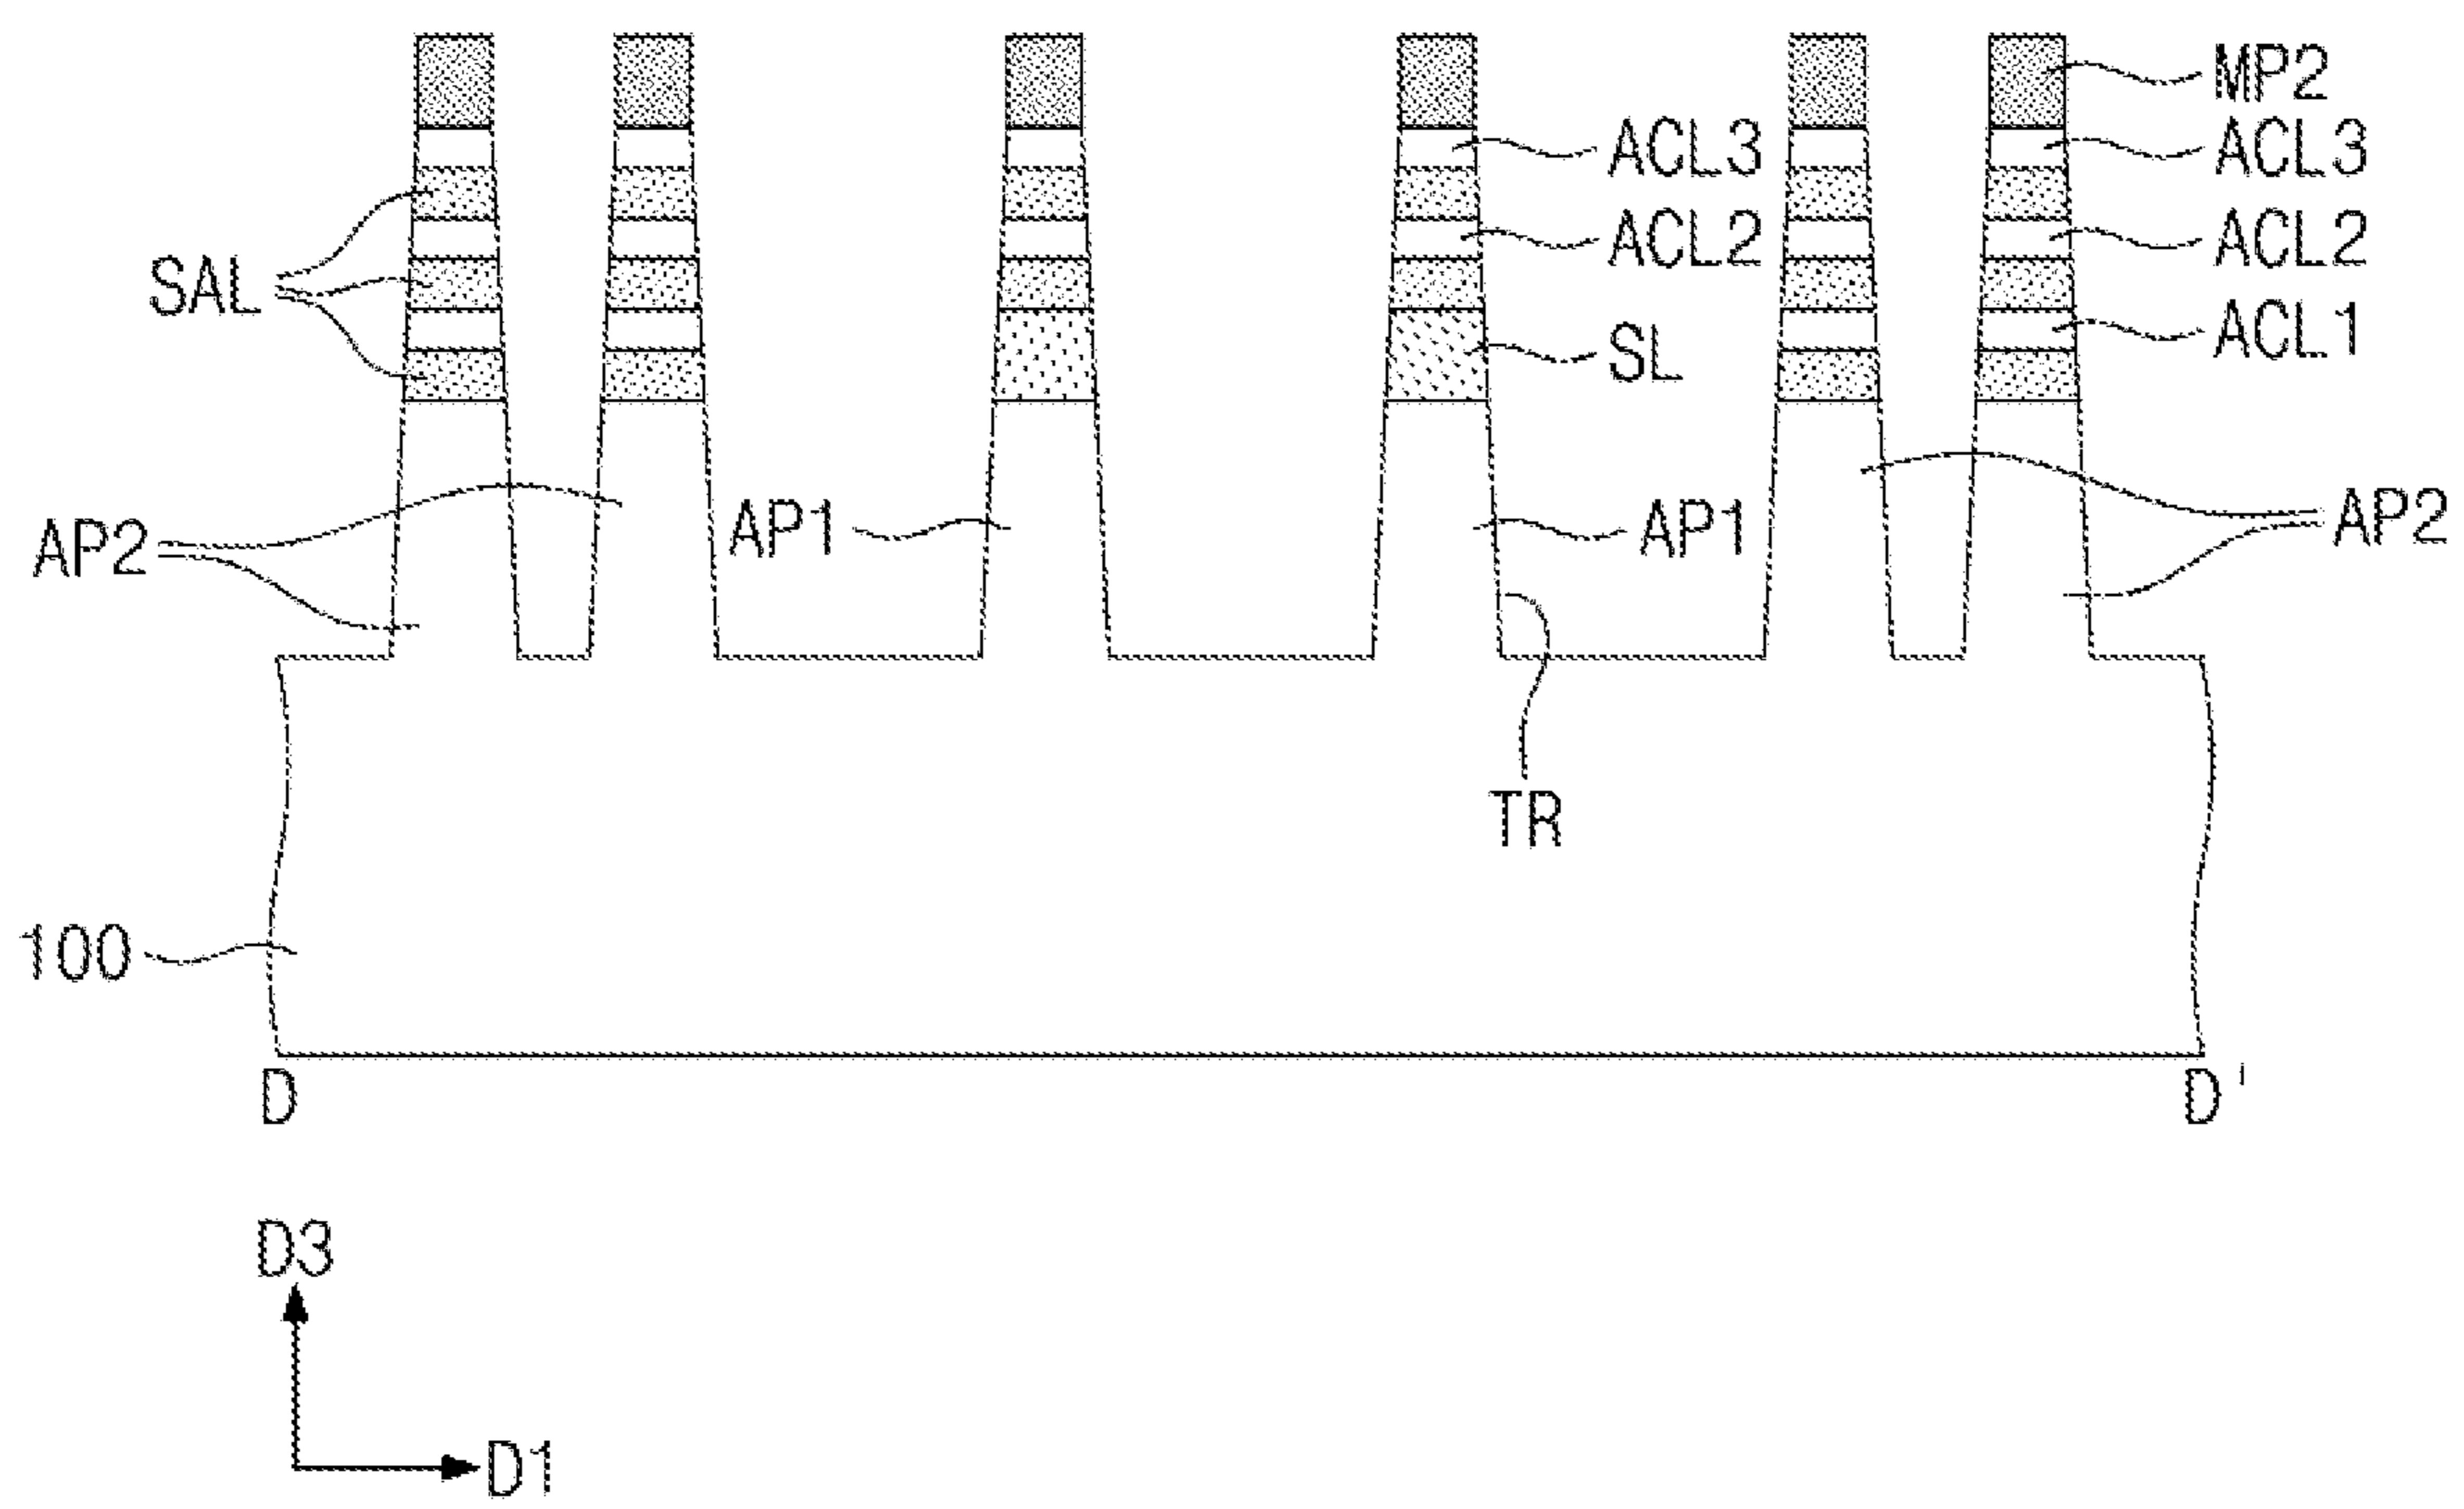 MP2
ACL3 ACL3
SAL ACL2 ACL2
SL ACL1
AP2 AP1 AP1 AP2
TR
100
D D'
D3
D1